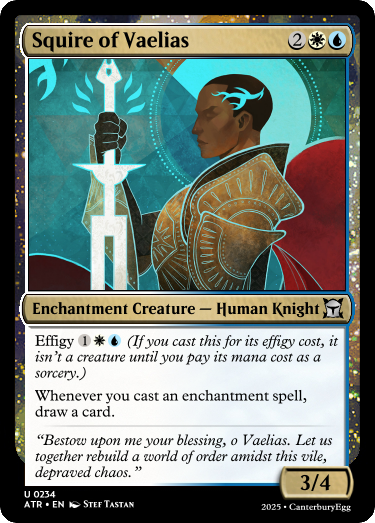 Squire of Vaelias 2
Enchantment Creature — Human Knight
Effigy 1 (If you cast this for its effigy cost, it
isn't a creature until you pay its mana cost as
a sorcery.)
Whenever you cast an enchantment spell,
draw a card.
"Bestow upon me your blessing, o Vaelias. Let us
together rebuild a world of order amidst this vile,
depraved chaos."
3/4
U 0234
ATR • EN Stef Tastan
2025 • CanterburyEgg